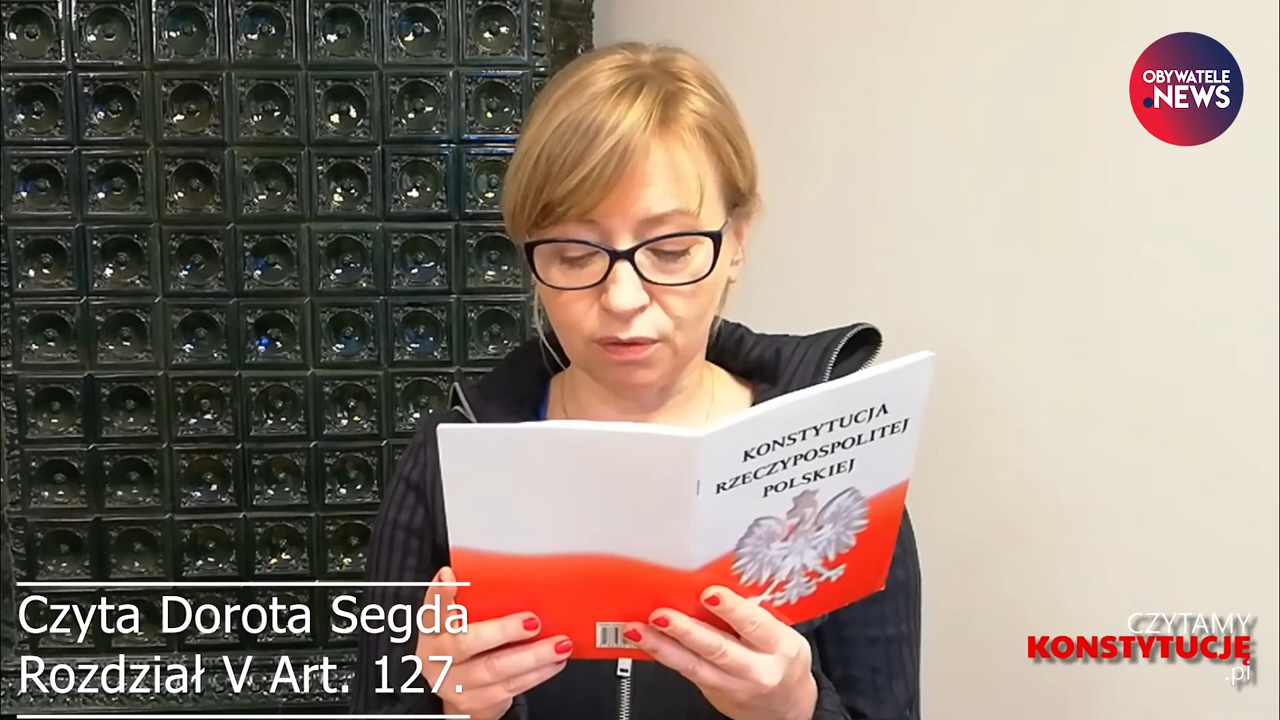 OBYWATELE
.NEWS
KONSTYTUCJA
RZECZYPOSPOLITEJ
POLSKIEJ
Czyta Dorota Segda
Rozdział V Art. 127.
CZYTAMY
KONSTYTUCJĘ
.pl